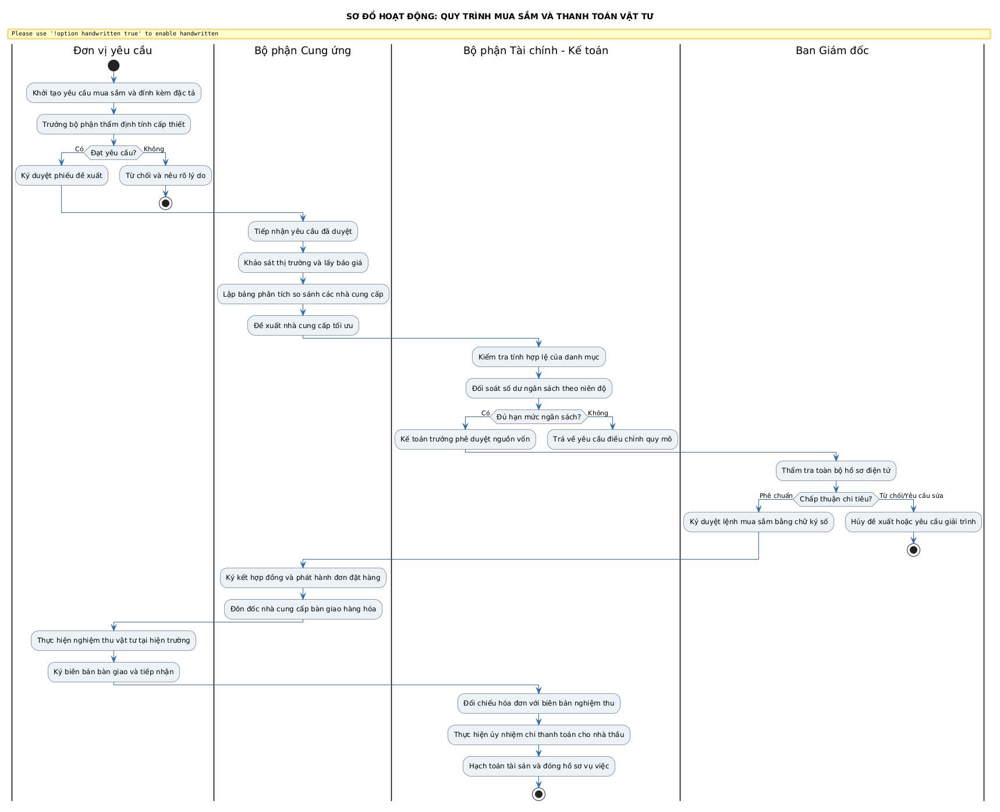 SƠ ĐỒ HOẠT ĐỘNG: QUY TRÌNH MUA SẮM VÀ THANH TOÁN VẬT TƯ
Please use '!option handwritten true' to enable handwritten
Đơn vị yêu cầu
Bộ phận Cung ứng
Bộ phận Tài chính - Kế toán
Ban Giám đốc
Khởi tạo yêu cầu mua sắm và đính kèm đặc tả
Trưởng bộ phận thẩm định tính cấp thiết
Có
Đạt yêu cầu?
Không
Ký duyệt phiếu đề xuất
Từ chối và nêu rõ lý do
Tiếp nhận yêu cầu đã duyệt
Khảo sát thị trường và lấy báo giá
Lập bảng phân tích so sánh các nhà cung cấp
Đề xuất nhà cung cấp tối ưu
Kiểm tra tính hợp lệ của danh mục
Đối soát số dư ngân sách theo niên độ
Có
Đủ hạn mức ngân sách?
Không
Kế toán trưởng phê duyệt nguồn vốn
Trả về yêu cầu điều chỉnh quy mô
Thẩm tra toàn bộ hồ sơ điện tử
Phê chuẩn
Chấp thuận chi tiêu?
Từ chối/Yêu cầu sửa
Ký duyệt lệnh mua sắm bằng chữ ký số
Hủy đề xuất hoặc yêu cầu giải trình
Ký kết hợp đồng và phát hành đơn đặt hàng
Đôn đốc nhà cung cấp bàn giao hàng hóa
Thực hiện nghiệm thu vật tư tại hiện trường
Ký biên bản bàn giao và tiếp nhận
Đối chiếu hóa đơn với biên bản nghiệm thu
Thực hiện ủy nhiệm chi thanh toán cho nhà thầu
Hạch toán tài sản và đóng hồ sơ vụ việc